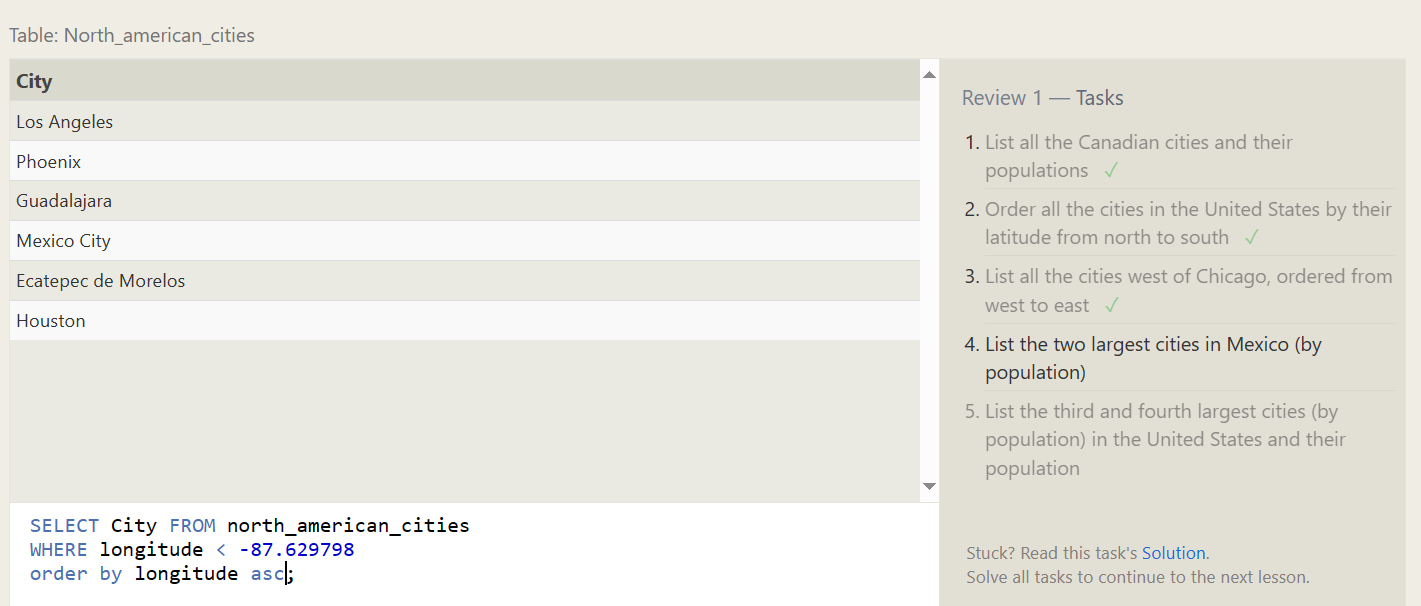 Table: North_american_cities
City
Los Angeles
Phoenix
Guadalajara
Mexico City
Ecatepec de Morelos
Houston
SELECT City FROM north_american_cities
WHERE longitude < -87.629798
order by longitude asc;
Review 1 — Tasks
1. List all the Canadian cities and their
populations ✓
2. Order all the cities in the United States by their
latitude from north to south ✓
3. List all the cities west of Chicago, ordered from
west to east ✓
4. List the two largest cities in Mexico (by
population)
5. List the third and fourth largest cities (by
population) in the United States and their
population
Stuck? Read this task's Solution.
Solve all tasks to continue to the next lesson.